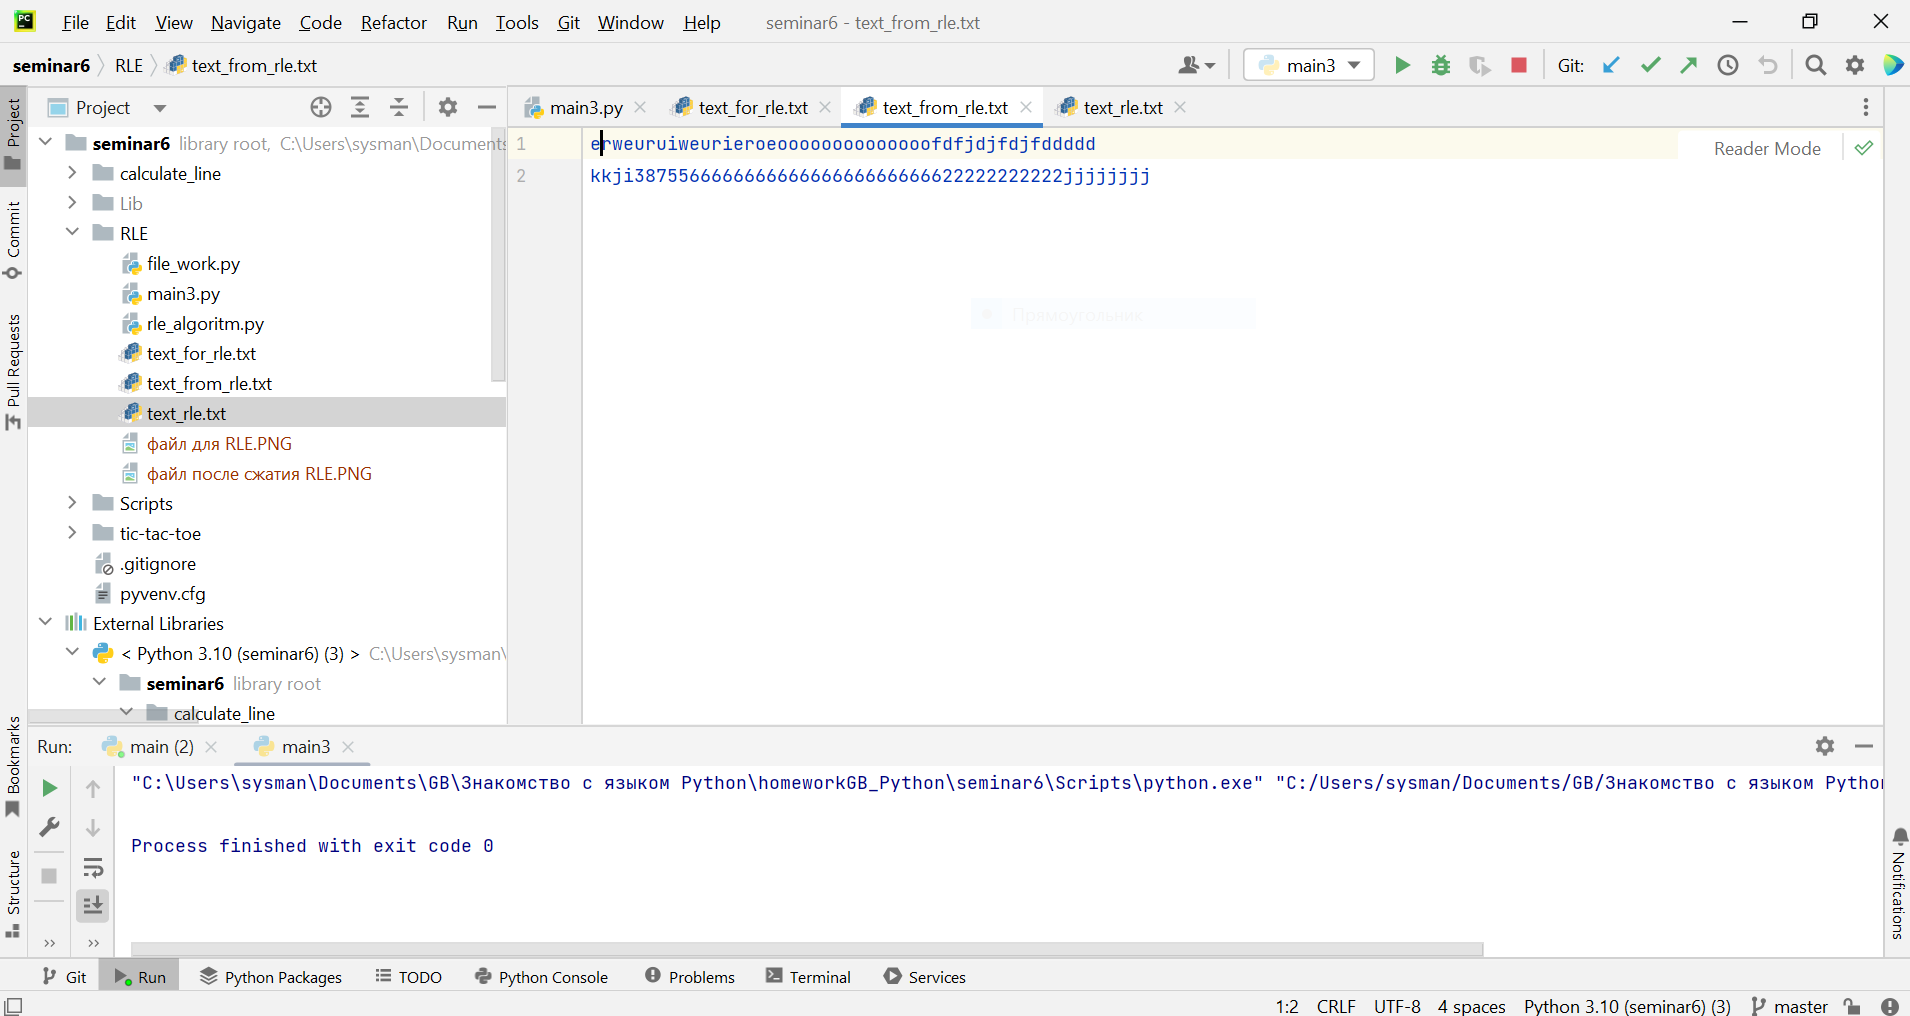 File Edit View Navigate Code Refactor Run Tools Git Window Help seminar6 - text_from_rle.txt
seminar6 RLE text_from_rle.txt main3 Git:
Project main3.py text_for_rle.txt text_from_rle.txt text_rle.txt
Project
Commit
Pull Requests
Bookmarks
Structure
seminar6 library root, C:\Users\sysman\Documents
calculate_line
Lib
RLE
file_work.py
main3.py
rle_algoritm.py
text_for_rle.txt
text_from_rle.txt
text_rle.txt
файл для RLE.PNG
файл после сжатия RLE.PNG
Scripts
tic-tac-toe
.gitignore
pyvenv.cfg
External Libraries
< Python 3.10 (seminar6) (3) > C:\Users\sysman\
seminar6 library root
calculate_line
1 erweuruiweurieroeoooooooooooooofdfjdjfdjfddddd
2 kkji38755666666666666666666666622222222222jjjjjjjj
Reader Mode
Прямоугольник
Run: main (2) main3
"C:\Users\sysman\Documents\GB\Знакомство с языком Python\homeworkGB_Python\seminar6\Scripts\python.exe" "C:/Users/sysman/Documents/GB/Знакомство с языком Python
Process finished with exit code 0
Notifications
Git Run Python Packages TODO Python Console Problems Terminal Services
1:2 CRLF UTF-8 4 spaces Python 3.10 (seminar6) (3) master